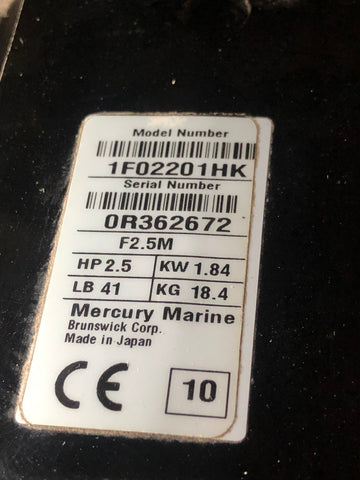 Model Number
1F02201HK
Serial Number
0R362672
F2.5M
HP 2.5 KW 1.84
LB 41 KG 18.4
Mercury Marine
Brunswick Corp.
Made in Japan
CE 10